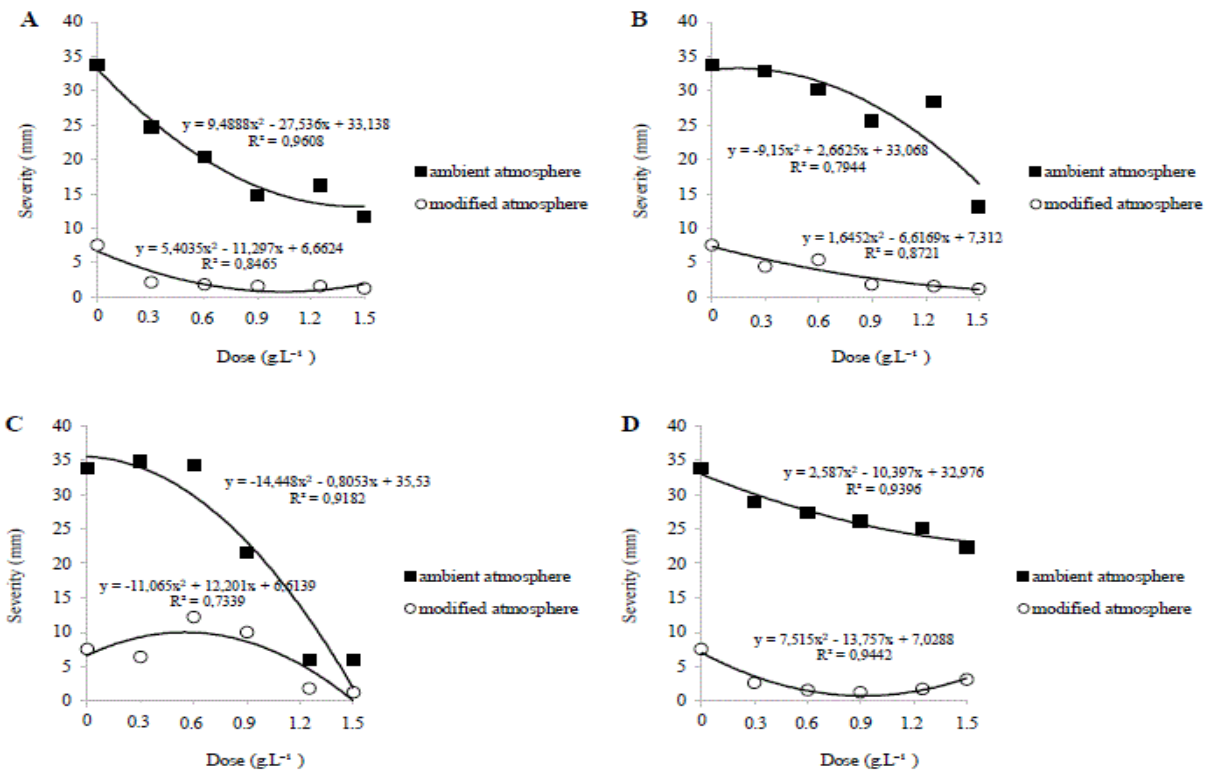 A
40
35
30
25
20
15
10
5
0
Severity (mm)
y = 9,4888x² - 27,536x + 33,138
R² = 0,9608
y = 5,4035x² - 11,297x + 6,6624
R² = 0,8465
0 0.3 0.6 0.9 1.2 1.5
Dose (g.L⁻¹ )
ambient atmosphere
modified atmosphere
B
40
35
30
25
20
15
10
5
0
Severity (mm)
y = -9,15x² + 2,6625x + 33,068
R² = 0,7944
y = 1,6452x² - 6,6169x + 7,312
R² = 0,8721
0 0.3 0.6 0.9 1.2 1.5
Dose (g.L⁻¹ )
ambient atmosphere
modified atmosphere
C
40
35
30
25
20
15
10
5
0
Severity (mm)
y = -14,448x² - 0,8053x + 35,53
R² = 0,9182
y = -11,065x² + 12,201x + 6,6139
R² = 0,7339
0 0.3 0.6 0.9 1.2 1.5
Dose (g.L⁻¹ )
ambient atmosphere
modified atmosphere
D
40
35
30
25
20
15
10
5
0
Severity (mm)
y = 2,587x² - 10,397x + 32,976
R² = 0,9396
y = 7,515x² - 13,757x + 7,0288
R² = 0,9442
0 0.3 0.6 0.9 1.2 1.5
Dose (g.L⁻¹ )
ambient atmosphere
modified atmosphere